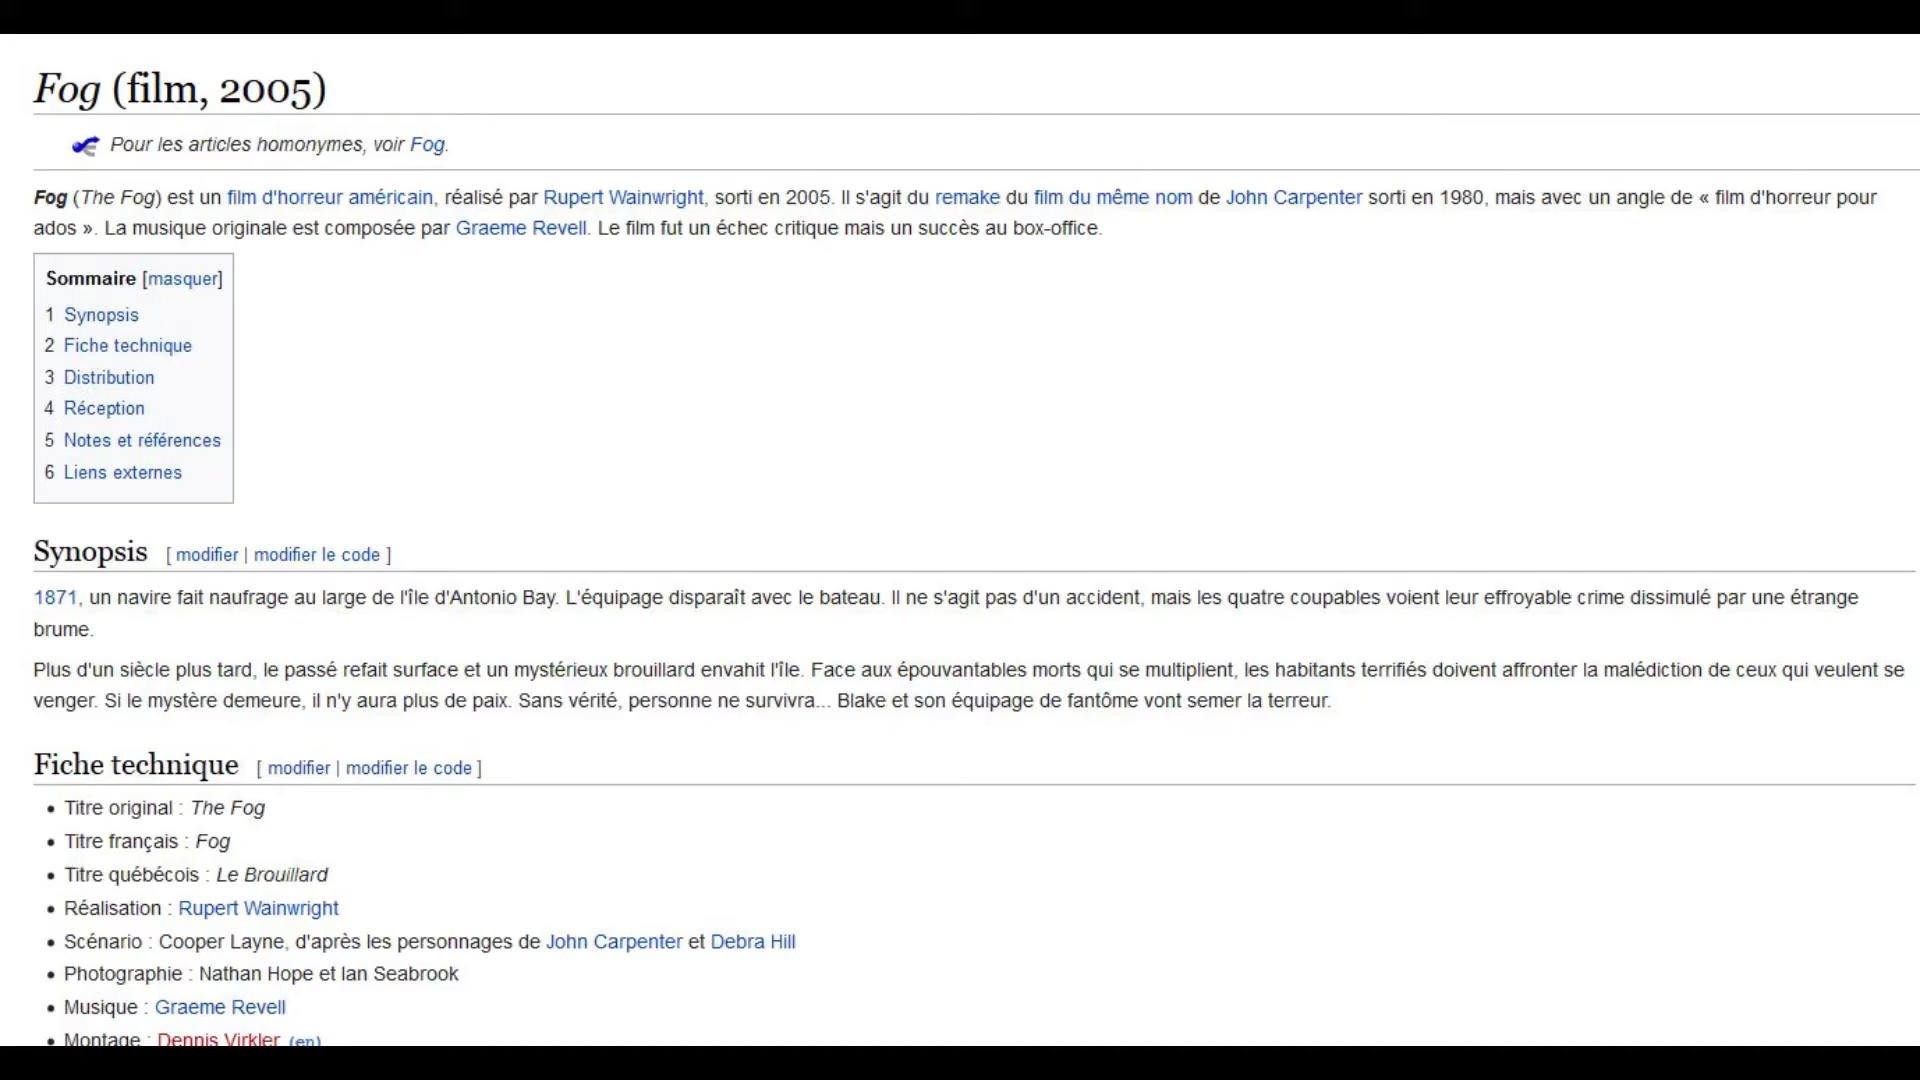 Fog (film, 2005)
Pour les articles homonymes, voir Fog.
Fog (The Fog) est un film d'horreur américain, réalisé par Rupert Wainwright, sorti en 2005. Il s'agit du remake du film du même nom de John Carpenter sorti en 1980, mais avec un angle de « film d'horreur pour
ados ». La musique originale est composée par Graeme Revell. Le film fut un échec critique mais un succès au box-office.
Sommaire [masquer]
1 Synopsis
2 Fiche technique
3 Distribution
4 Réception
5 Notes et références
6 Liens externes
Synopsis [ modifier | modifier le code ]
1871, un navire fait naufrage au large de l'île d'Antonio Bay. L'équipage disparaît avec le bateau. Il ne s'agit pas d'un accident, mais les quatre coupables voient leur effroyable crime dissimulé par une étrange
brume.
Plus d'un siècle plus tard, le passé refait surface et un mystérieux brouillard envahit l'île. Face aux épouvantables morts qui se multiplient, les habitants terrifiés doivent affronter la malédiction de ceux qui veulent se
venger. Si le mystère demeure, il n'y aura plus de paix. Sans vérité, personne ne survivra... Blake et son équipage de fantôme vont semer la terreur.
Fiche technique [ modifier | modifier le code ]
• Titre original : The Fog
• Titre français : Fog
• Titre québécois : Le Brouillard
• Réalisation : Rupert Wainwright
• Scénario : Cooper Layne, d'après les personnages de John Carpenter et Debra Hill
• Photographie : Nathan Hope et Ian Seabrook
• Musique : Graeme Revell
• Montage : Dennis Virkler (en)